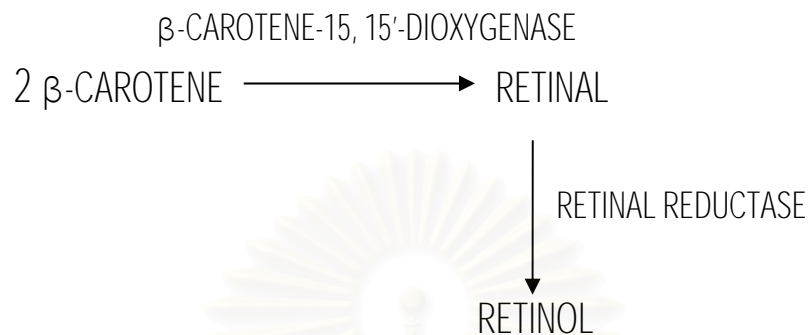 β-CAROTENE-15, 15′-DIOXYGENASE
2 β-CAROTENE RETINAL
RETINAL REDUCTASE
RETINOL